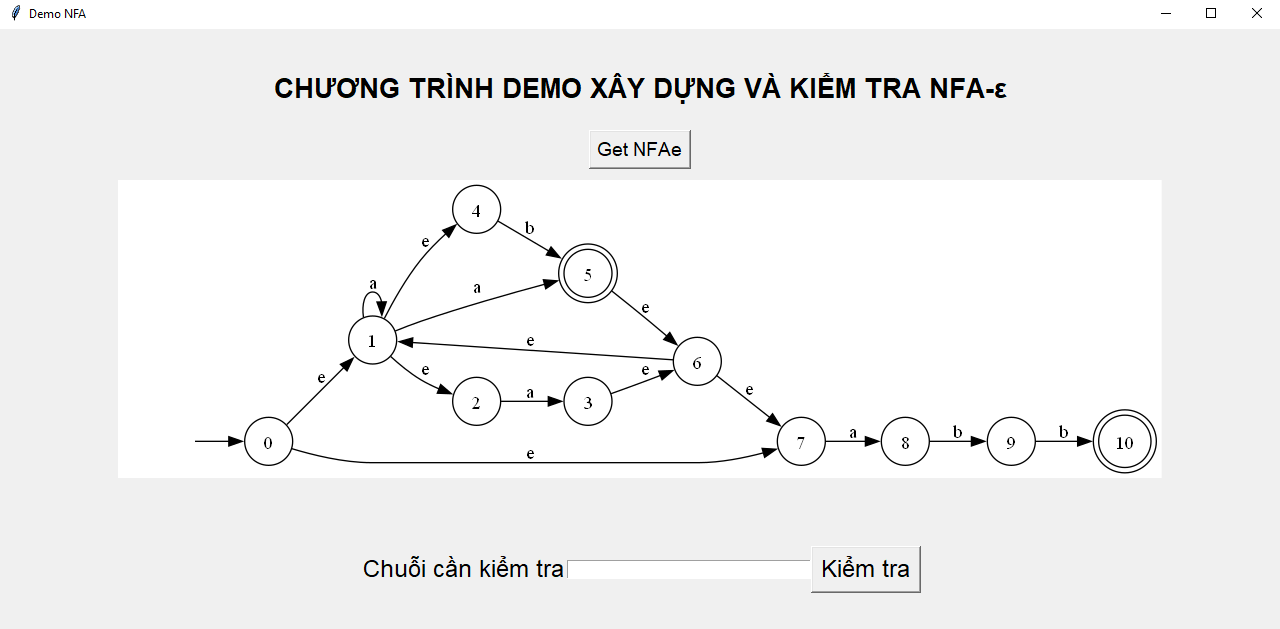 Demo NFA
CHƯƠNG TRÌNH DEMO XÂY DỰNG VÀ KIỂM TRA NFA-ε
Get NFAe
4
e
b
a
5
a
e
1
e
6
e
e
e
2
a
3
e
0
7
a
8
b
9
b
10
e
Chuỗi cần kiểm tra
Kiểm tra